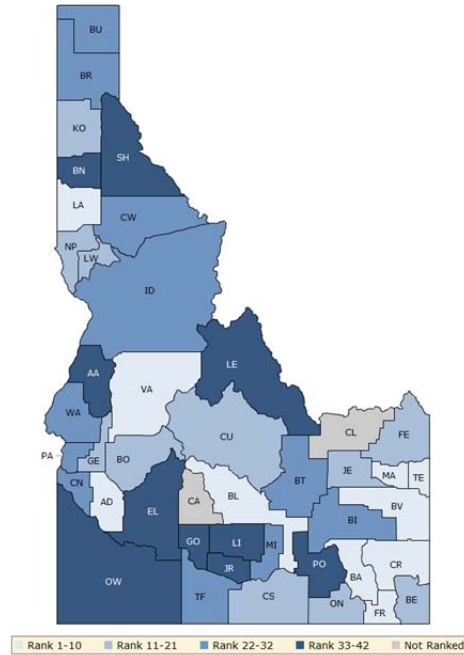 BU
BR
KO
SH
BN
LA
CW
NP
LW
ID
LE
AA
VA
WA
CU
CL
FE
PA
GE
BO
BT
JE
MA
TE
CN
AD
EL
CA
BL
BV
BI
GO
LI
MI
JR
PO
BA
CR
OW
TF
CS
ON
FR
BE
Rank 1-10 Rank 11-21 Rank 22-32 Rank 33-42 Not Ranked